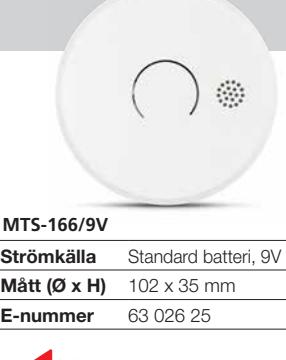 MTS-166/9V
Strömkälla Standard batteri, 9V
Mått (Ø x H) 102 x 35 mm
E-nummer 63 026 25